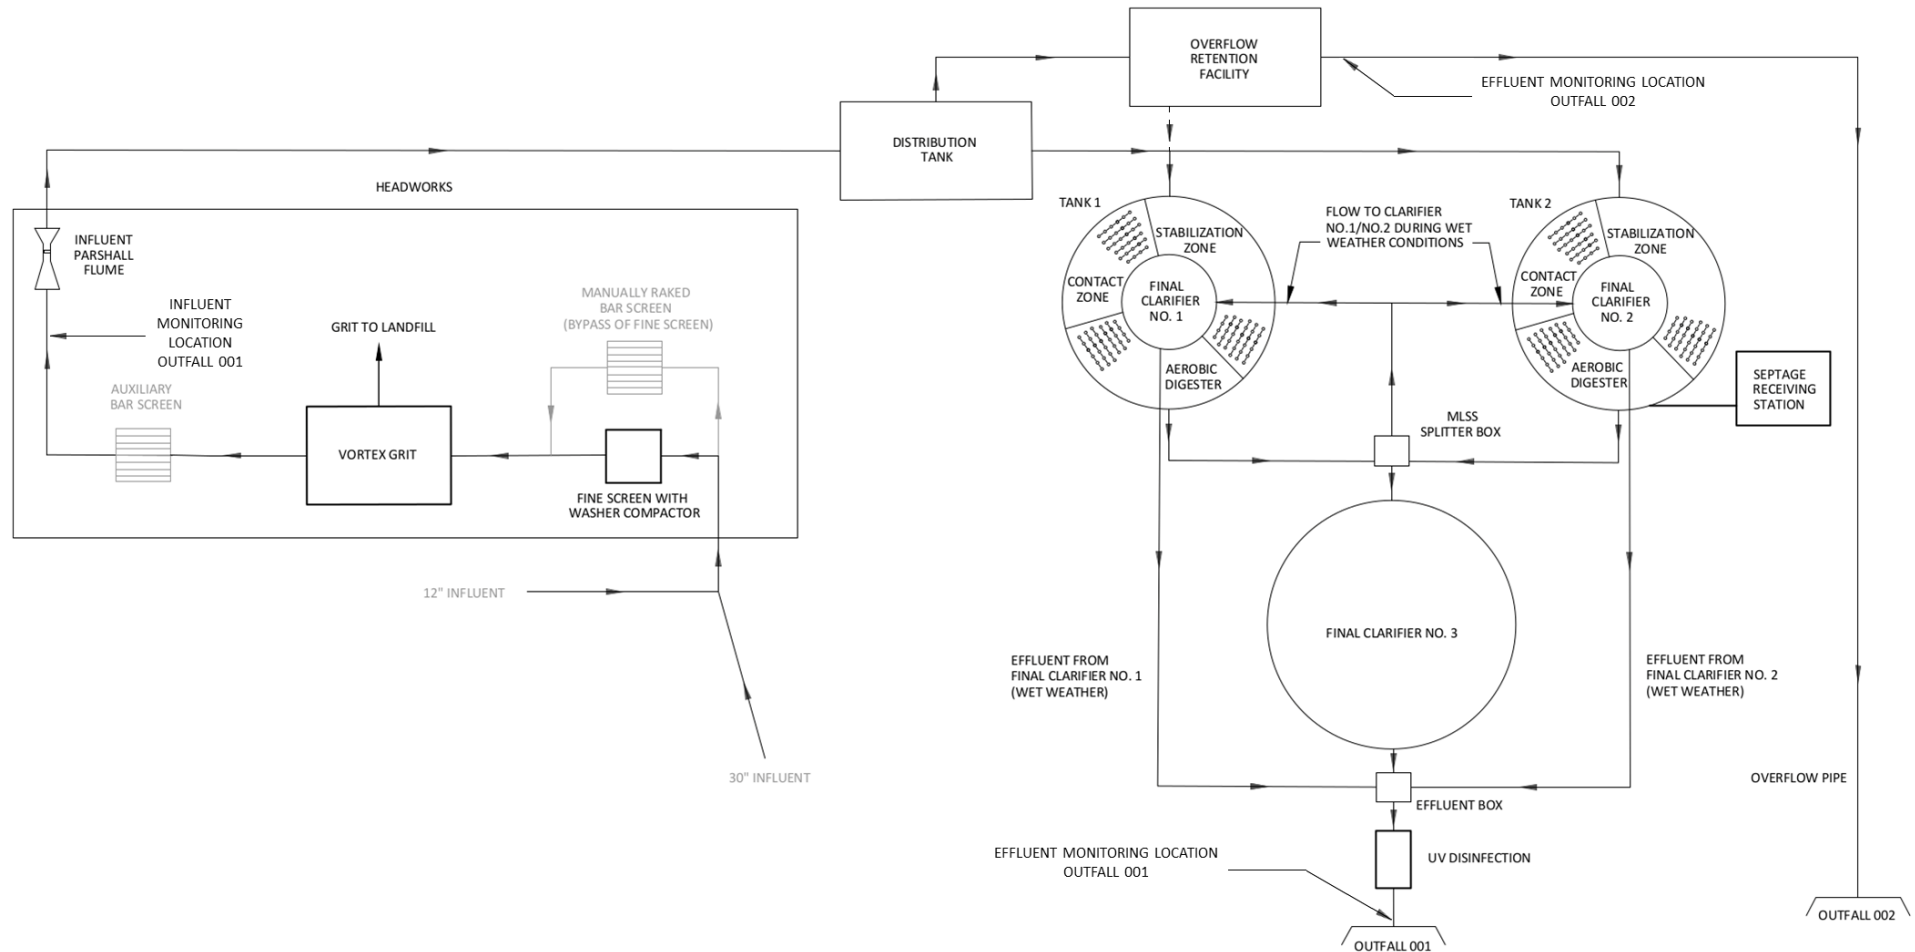 OVERFLOW
RETENTION
FACILITY
EFFLUENT MONITORING LOCATION
OUTFALL 002
DISTRIBUTION
TANK
HEADWORKS
INFLUENT
PARSHALL
FLUME
INFLUENT
MONITORING
LOCATION
OUTFALL 001
MANUALLY RAKED
BAR SCREEN
(BYPASS OF FINE SCREEN)
GRIT TO LANDFILL
AUXILIARY
BAR SCREEN
VORTEX GRIT
FINE SCREEN WITH
WASHER COMPACTOR
12" INFLUENT
30" INFLUENT
TANK 1
STABILIZATION
ZONE
CONTACT
ZONE
FINAL
CLARIFIER
NO. 1
AEROBIC
DIGESTER
FLOW TO CLARIFIER
NO.1/NO.2 DURING WET
WEATHER CONDITIONS
TANK 2
STABILIZATION
ZONE
CONTACT
ZONE
FINAL
CLARIFIER
NO. 2
AEROBIC
DIGESTER
SEPTAGE
RECEIVING
STATION
MLSS
SPLITTER BOX
FINAL CLARIFIER NO. 3
EFFLUENT FROM
FINAL CLARIFIER NO. 1
(WET WEATHER)
EFFLUENT FROM
FINAL CLARIFIER NO. 2
(WET WEATHER)
OVERFLOW PIPE
EFFLUENT BOX
UV DISINFECTION
EFFLUENT MONITORING LOCATION
OUTFALL 001
OUTFALL 001
OUTFALL 002